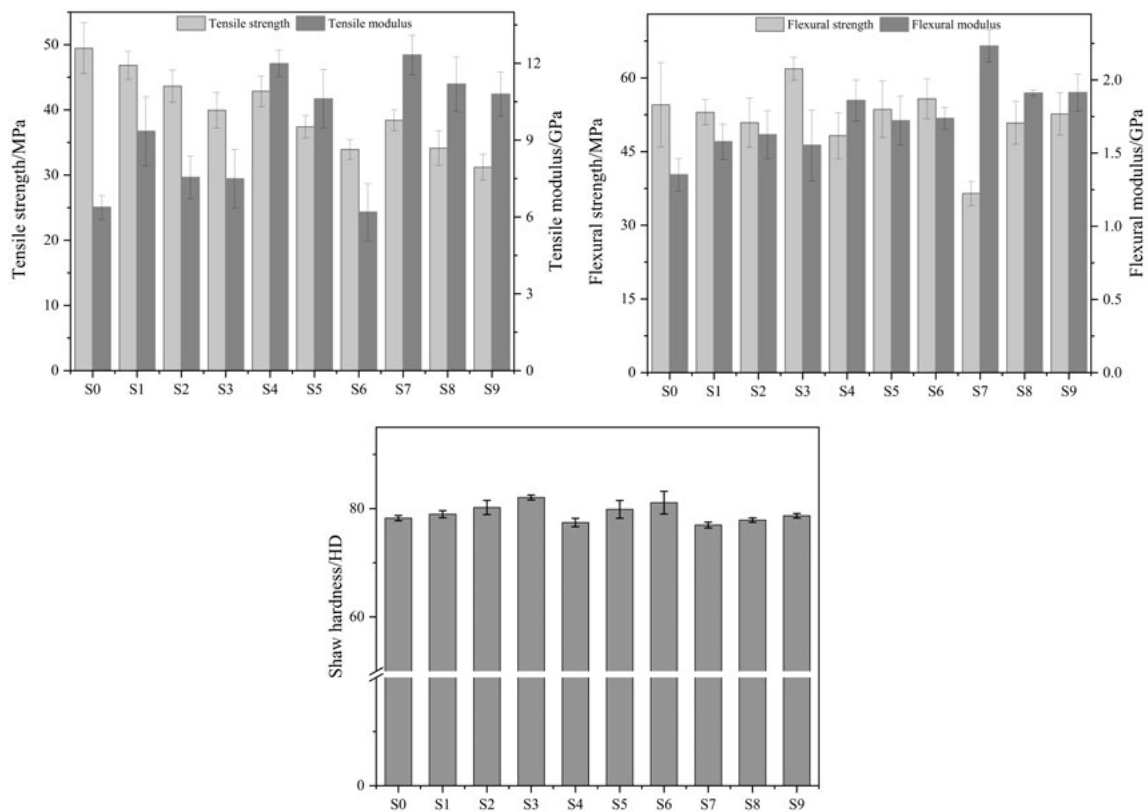 Tensile strength Tensile modulus
Tensile strength/MPa
50
40
30
20
10
0
Tensile modulus/GPa
12
9
6
3
0
S0 S1 S2 S3 S4 S5 S6 S7 S8 S9
Flexural strength Flexural modulus
Flexural strength/MPa
60
45
30
15
0
Flexural modulus/GPa
2.0
1.5
1.0
0.5
0.0
S0 S1 S2 S3 S4 S5 S6 S7 S8 S9
Shaw hardness/HD
80
60
0
S0 S1 S2 S3 S4 S5 S6 S7 S8 S9